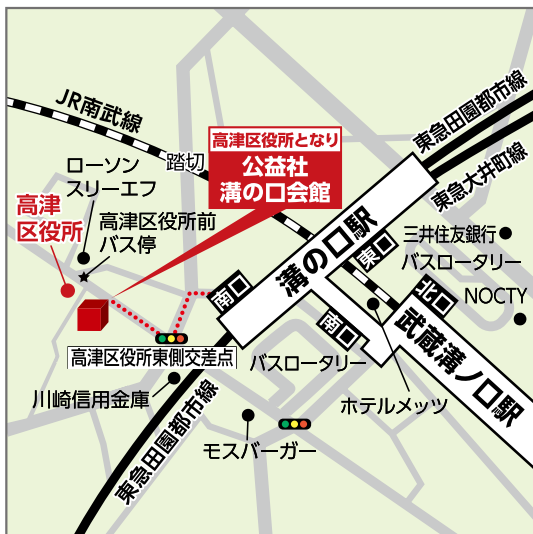 JR南武線
東急田園都市線
高津区役所となり
公益社
溝の口会館
踏切
東急大井町線
ローソン
スリーエフ
高津
区役所
高津区役所前
バス停
溝の口駅
東口
三井住友銀行
バスロータリー
南口
北口
NOCTY
南口
武蔵溝ノ口駅
高津区役所東側交差点
バスロータリー
川崎信用金庫
ホテルメッツ
東急田園都市線
モスバーガー